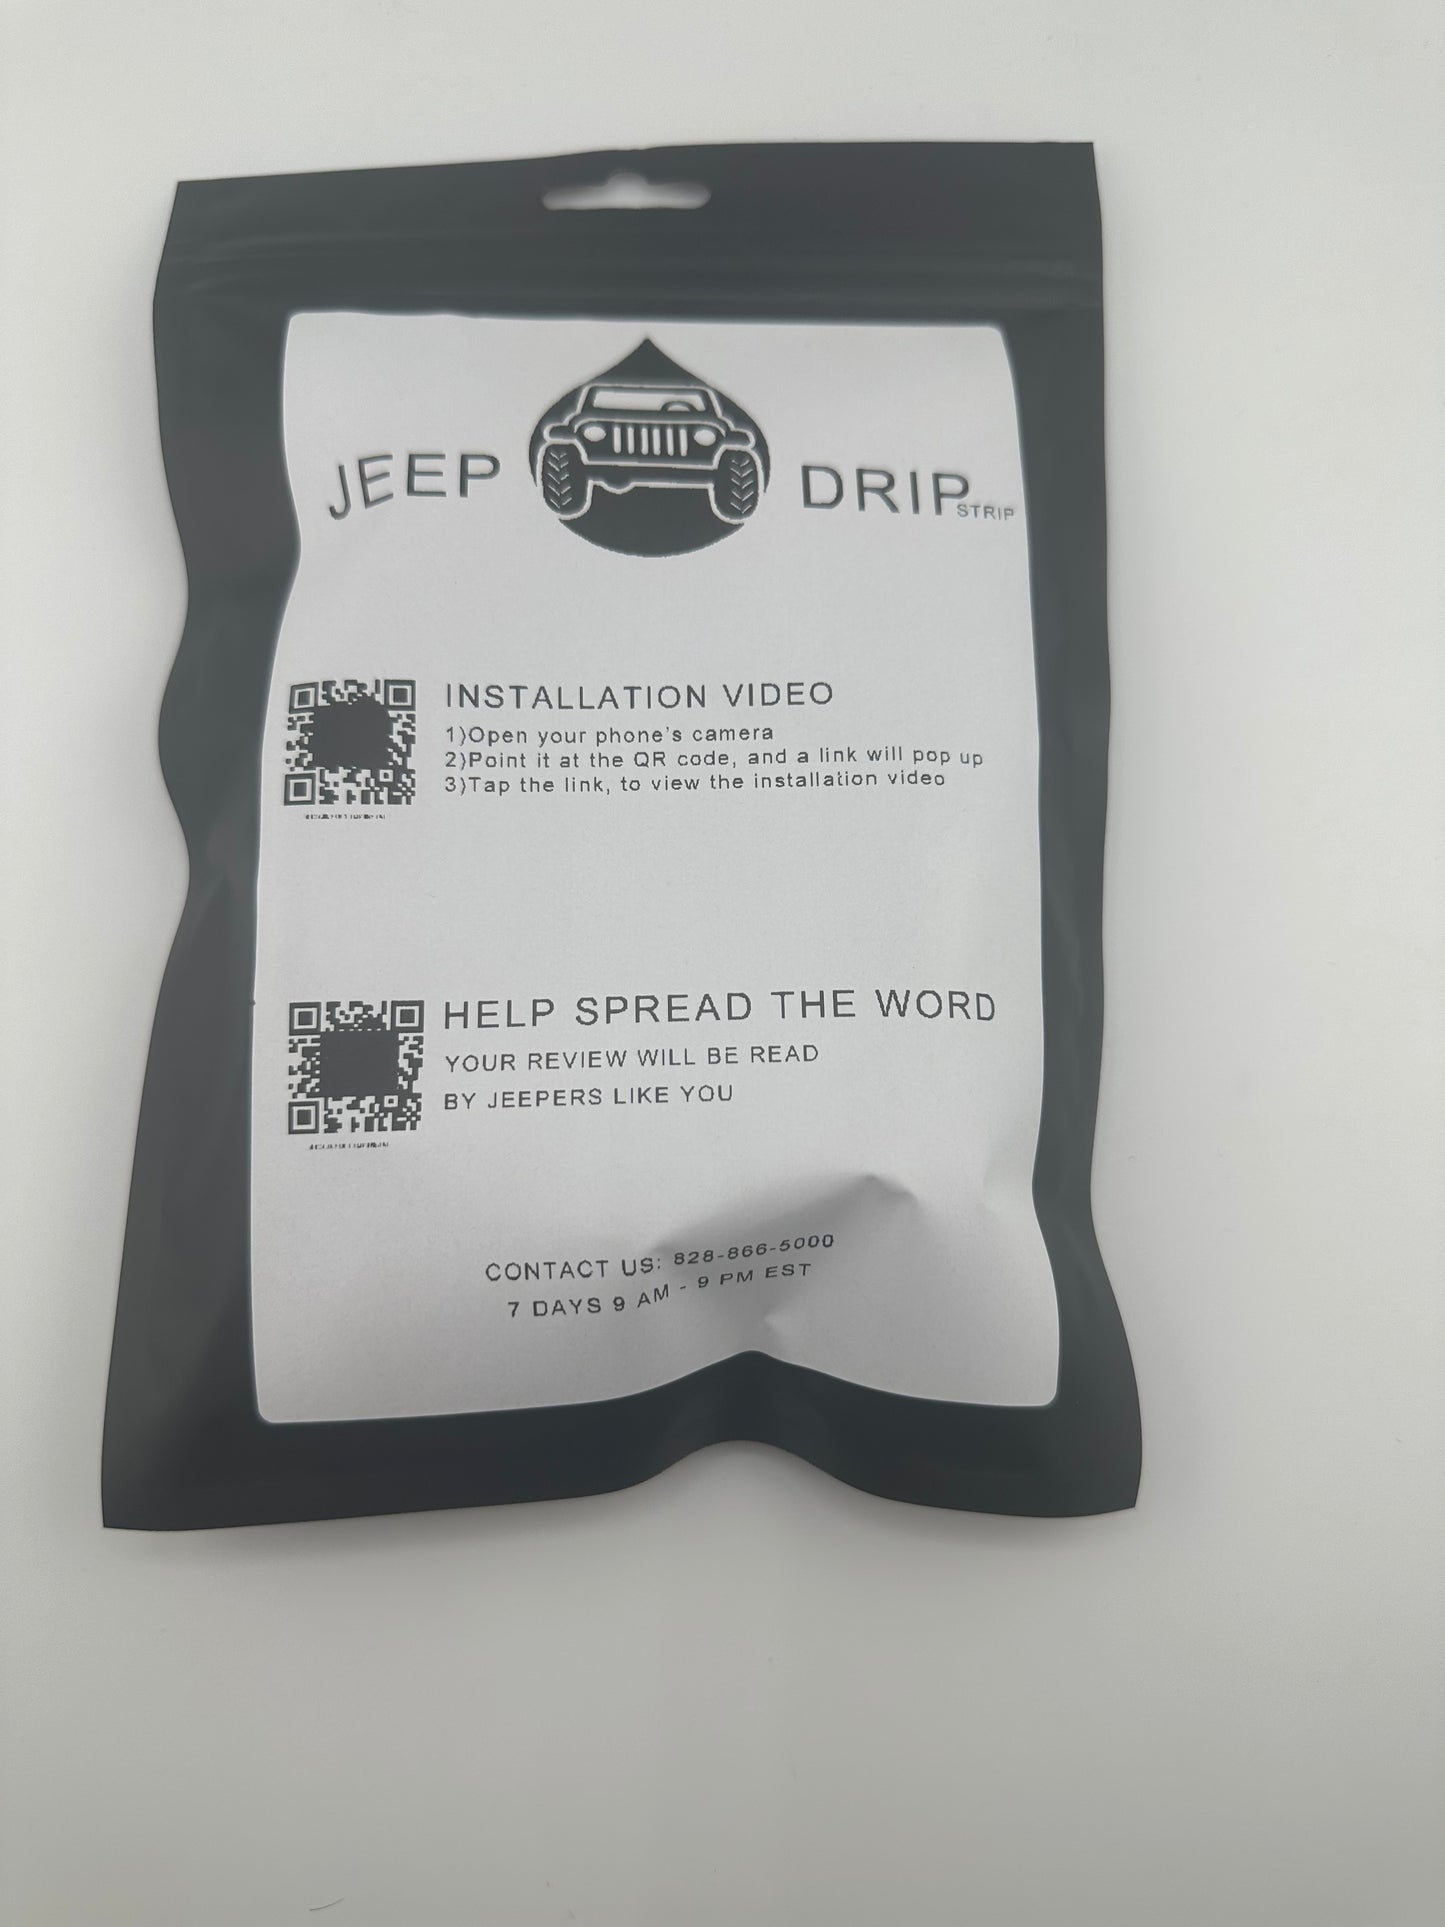 JEEP DRIP STRIP
INSTALLATION VIDEO
1)Open your phone's camera
2)Point it at the QR code, and a link will pop up
3)Tap the link, to view the installation video
HELP SPREAD THE WORD
YOUR REVIEW WILL BE READ
BY JEEPERS LIKE YOU
CONTACT US: 828-866-5000
7 DAYS 9 AM - 9 PM EST